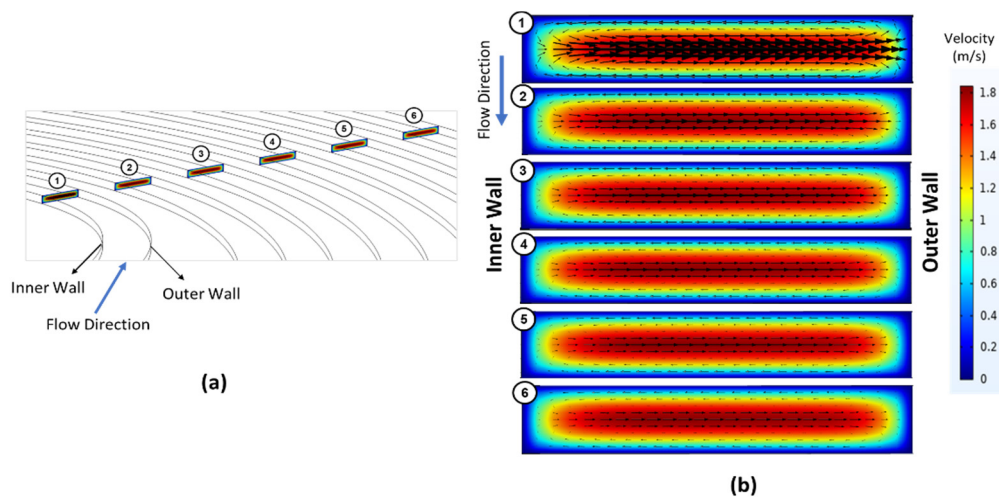 1
2
3
4
5
6
Inner Wall
Outer Wall
Flow Direction
(a)
1
2
3
4
5
6
Flow Direction
Inner Wall
Outer Wall
(b)
Velocity
(m/s)
1.8
1.6
1.4
1.2
1
0.8
0.6
0.4
0.2
0